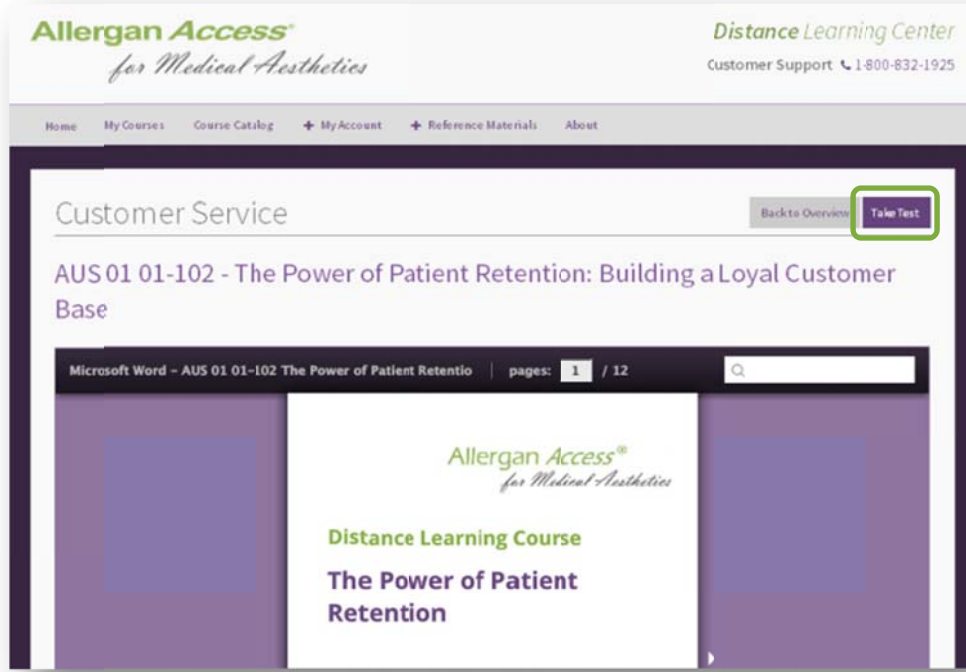 Allergan Access®
for Medical Aesthetics
Distance Learning Center
Customer Support 1-800-832-1925
Home My Courses Course Catalog + My Account + Reference Materials About
Customer Service
Back to Overview Take Test
AUS 01 01-102 - The Power of Patient Retention: Building a Loyal Customer
Base
Microsoft Word - AUS 01 01-102 The Power of Patient Retentio pages: 1 / 12
Allergan Access®
for Medical Aesthetics
Distance Learning Course
The Power of Patient
Retention